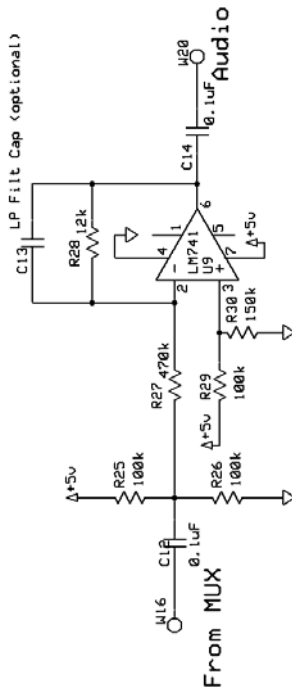 From MUX
W16
C12
0.1uF
+5v
R25
100k
R26
100k
R27
470k
+5v
R29
100k
R30
150k
C13
LP Filt Cap (optional)
R28
12k
2
3
4
1
LM741
U9
5
7
6
-
+
+5v
C14
0.1uF
W20
Audio